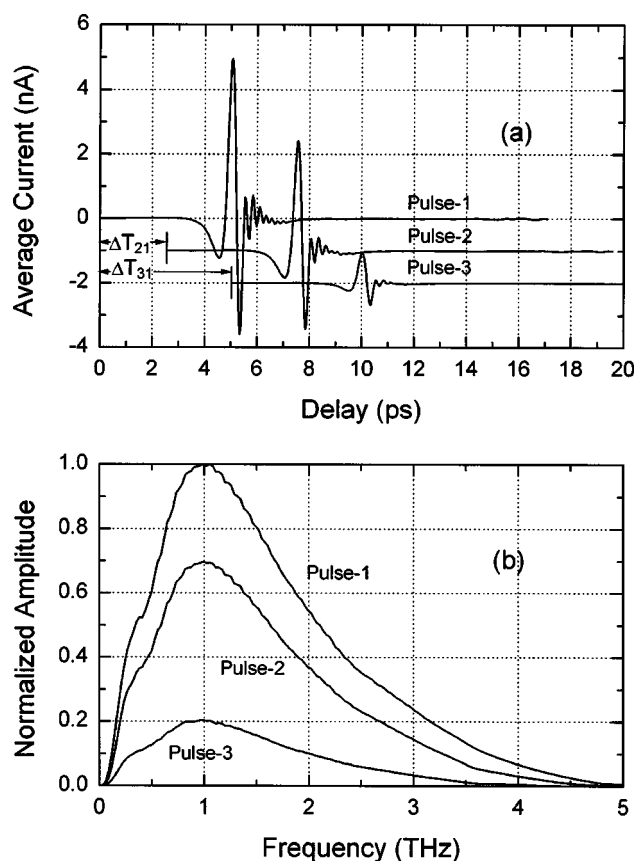 6
4
2
0
-2
-4
Average Current (nA)
(a)
Pulse-1
Pulse-2
Pulse-3
ΔT21
ΔT31
0 2 4 6 8 10 12 14 16 18 20
Delay (ps)
1.0
0.8
0.6
0.4
0.2
0.0
Normalized Amplitude
(b)
Pulse-1
Pulse-2
Pulse-3
0 1 2 3 4 5
Frequency (THz)